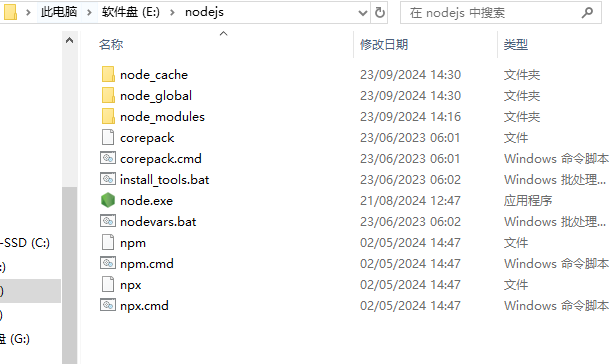 此电脑 > 软件盘 (E:) > nodejs
在 nodejs 中搜索
名称 修改日期 类型
node_cache 23/09/2024 14:30 文件夹
node_global 23/09/2024 14:30 文件夹
node_modules 23/09/2024 14:16 文件夹
corepack 23/06/2023 06:01 文件
corepack.cmd 23/06/2023 06:01 Windows 命令脚本
install_tools.bat 23/06/2023 06:02 Windows 批处理...
node.exe 21/08/2024 12:47 应用程序
nodevars.bat 23/06/2023 06:02 Windows 批处理...
npm 02/05/2024 14:47 文件
npm.cmd 02/05/2024 14:47 Windows 命令脚本
npx 02/05/2024 14:47 文件
npx.cmd 02/05/2024 14:47 Windows 命令脚本
-SSD (C:)
:)
)
)
盘 (G:)